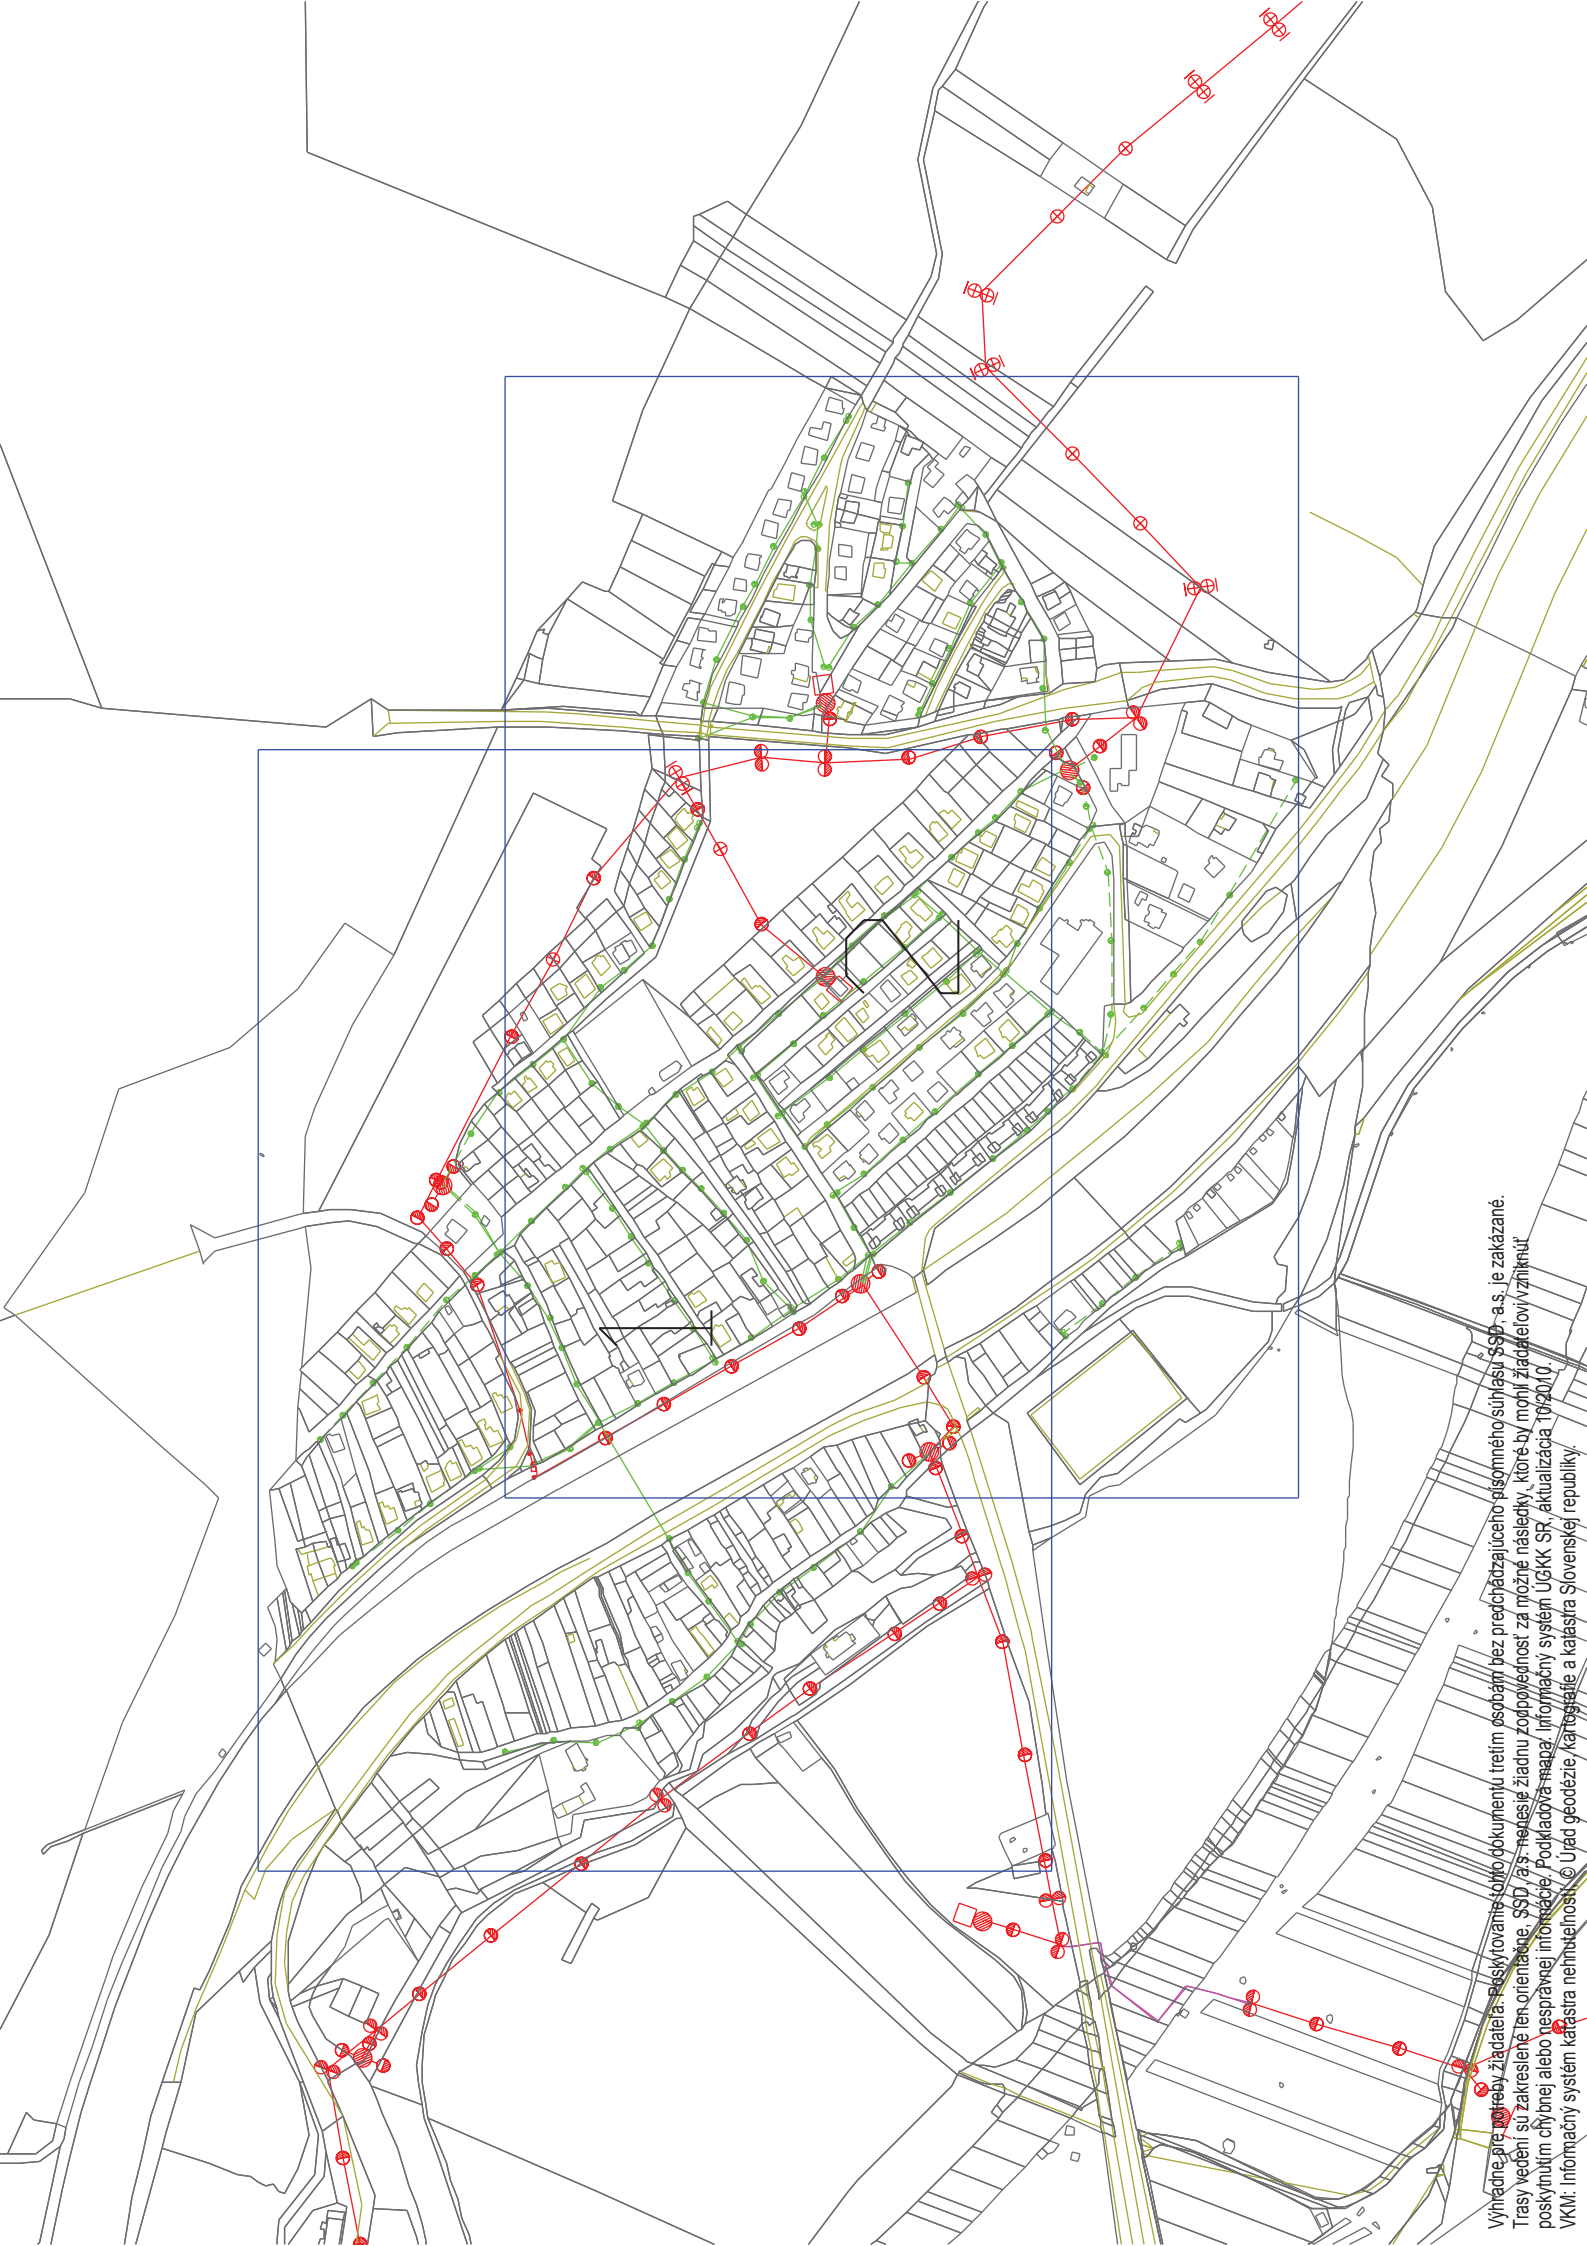 1
2
Výhradne pre potreby žiadateľa. Poskytovanie tohto dokumentu tretím osobám bez predchádzajúceho písomného súhlasu SSD, a.s. je zakázané.
Trasy vedení sú zakreslené len orientačne. SSD, a.s. nenesie žiadnu zodpovednosť za možné následky, ktoré by mohli žiadateľovi vzniknúť
poskytnutím chybnej alebo nesprávnej informácie. Podkladová mapa: Informačný systém ÚGKK SR, aktualizácia 10/2010.
VKM: Informačný systém katastra nehnuteľností © Úrad geodézie, kartografie a katastra Slovenskej republiky.